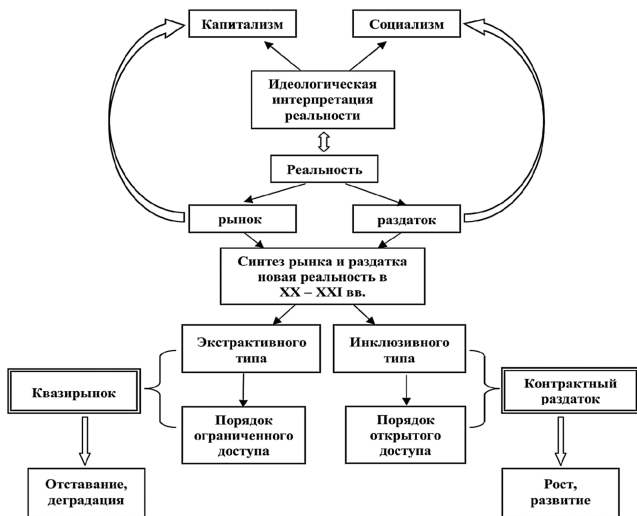 Капитализм
Социализм
Идеологическая
интерпретация
реальности
Реальность
рынок
раздаток
Синтез рынка и раздатка
новая реальность в
XX – XXI вв.
Экстрактивного
типа
Инклюзивного
типа
Квазирынок
Контрактный
раздаток
Порядок
ограниченного
доступа
Порядок
открытого
доступа
Отставание,
деградация
Рост,
развитие